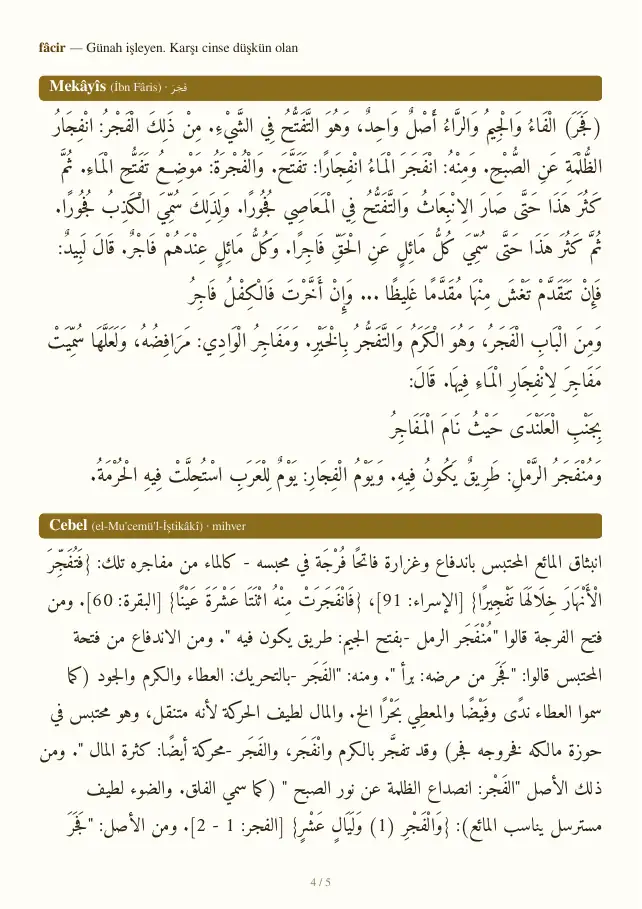 fâcir — Günah işleyen. Karşı cinse düşkün olan
Mekâyîs (İbn Fâris) · فَجَرَ
(فَجَرَ) الْفَاءُ وَالْجِيمُ وَالرَّاءُ أَصْلٌ وَاحِدٌ، وَهُوَ التَّفَتُّحُ فِي الشَّيْءِ. مِنْ ذَلِكَ الْفَجْرُ: انْفِجَارُ
الظُّلْمَةِ عَنِ الصُّبْحِ. وَمِنْهُ: انْفَجَرَ الْمَاءُ انْفِجَارًا: تَفَتَّحَ. وَالْفُجْرَةُ: مَوْضِعُ تَفَتُّحِ الْمَاءِ. ثُمَّ
كَثُرَ هَذَا حَتَّى صَارَ الِانْبِعَاثُ وَالتَّفَتُّحُ فِي الْمَعَاصِي فُجُورًا. وَلِذَلِكَ سُمِّيَ الْكَذِبُ فُجُورًا.
ثُمَّ كَثُرَ هَذَا حَتَّى سُمِّيَ كُلُّ مَائِلٍ عَنِ الْحَقِّ فَاجِرًا. وَكُلُّ مَائِلٍ عِنْدَهُمْ فَاجْرٌ. قَالَ لَبِيدٌ:
فَإِنْ تَتَقَدَّمْ تَغْشَ مِنْهَا مُقَدَّمًا غَلِيظًا ... وَإِنْ أَخَّرْتَ فَالْكِفْلُ فَاجِرُ
وَمِنَ الْبَابِ الْفَجَرُ، وَهُوَ الْكَرَمُ وَالتَّفَجُّرُ بِالْخَيْرِ. وَمَفَاجِرُ الْوَادِي: مَرَافِضُهُ، وَلَعَلَّهَا سُمِّيَتْ
مَفَاجِرَ لِانْفِجَارِ الْمَاءِ فِيهَا. قَالَ:
بِجَنْبِ الْعَلَنْدَى حَيْثُ نَامَ الْمَفَاجِرُ
وَمُنْفَجَرُ الرَّمْلِ: طَرِيقٌ يَكُونُ فِيهِ. وَيَوْمُ الْفِجَارِ: يَوْمٌ لِلْعَرَبِ اسْتُحِلَّتْ فِيهِ الْحُرْمَةُ.
Cebel (el-Mu'cemü'l-İştikâkî) · mihver
انبثاق المائع المحتبس باندفاع وغزارة فاتحًا فُرْجَة في محبسه - كالماء من مفاجره تلك: {فَتُفَجِّرَ
الْأَنْهَارَ خِلَالَهَا تَفْجِيرًا} [الإسراء: 91]، {فَانْفَجَرَتْ مِنْهُ اثْنَتَا عَشْرَةَ عَيْنًا} [البقرة: 60]. ومن
فتح الفرجة قالوا "مُنْفَجَر الرمل -بفتح الجيم: طريق يكون فيه ". ومن الاندفاع من فتحة
المحتبس قالوا: "فَجَرَ من مرضه: برأ ". ومنه: "الفَجَر -بالتحريك: العطاء والكرم والجود (كما
سموا العطاء ندًى وفَيْضًا والمعطِي بَحْرًا الخ. والمال لطيف الحركة لأنه متنقل، وهو محتبس في
حوزة مالكه فخروجه فجر) وقد تفجَّر بالكرم وانْفَجَر، والفَجَر -محركة أيضًا: كثرة المال ". ومن
ذلك الأصل "الفَجْر: انصداع الظلمة عن نور الصبح " (كما سمي الفلق. والضوء لطيف
مسترسل يناسب المائع): {وَالْفَجْرِ (1) وَلَيَالٍ عَشْرٍ} [الفجر: 1 - 2]. ومن الأصل: "فَجَرَ
4 / 5